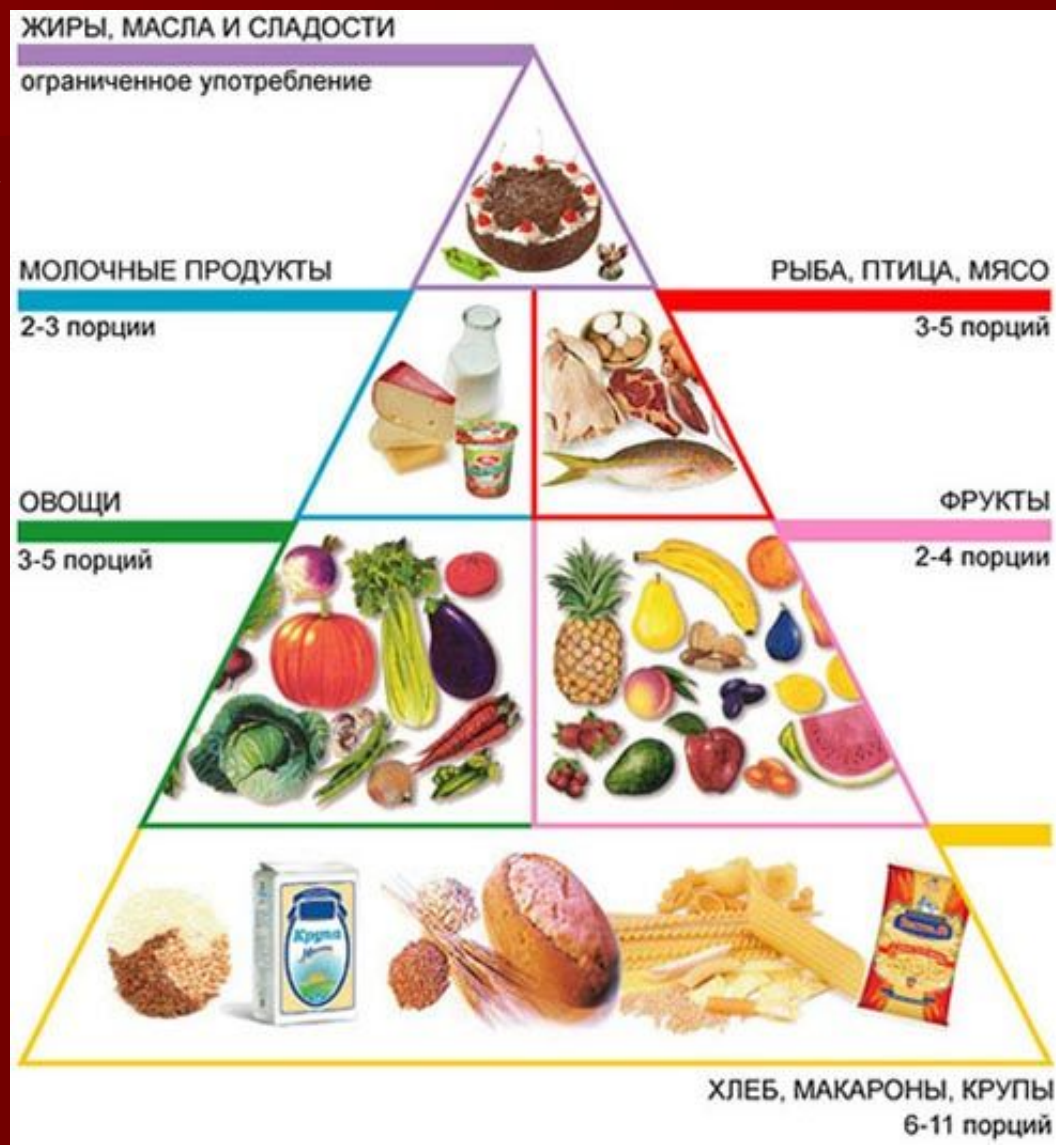 ЖИРЫ, МАСЛА И СЛАДОСТИ
ограниченное употребление
МОЛОЧНЫЕ ПРОДУКТЫ
2-3 порции
РЫБА, ПТИЦА, МЯСО
3-5 порций
ОВОЩИ
3-5 порций
ФРУКТЫ
2-4 порции
Крупа
ХЛЕБ, МАКАРОНЫ, КРУПЫ
6-11 порций